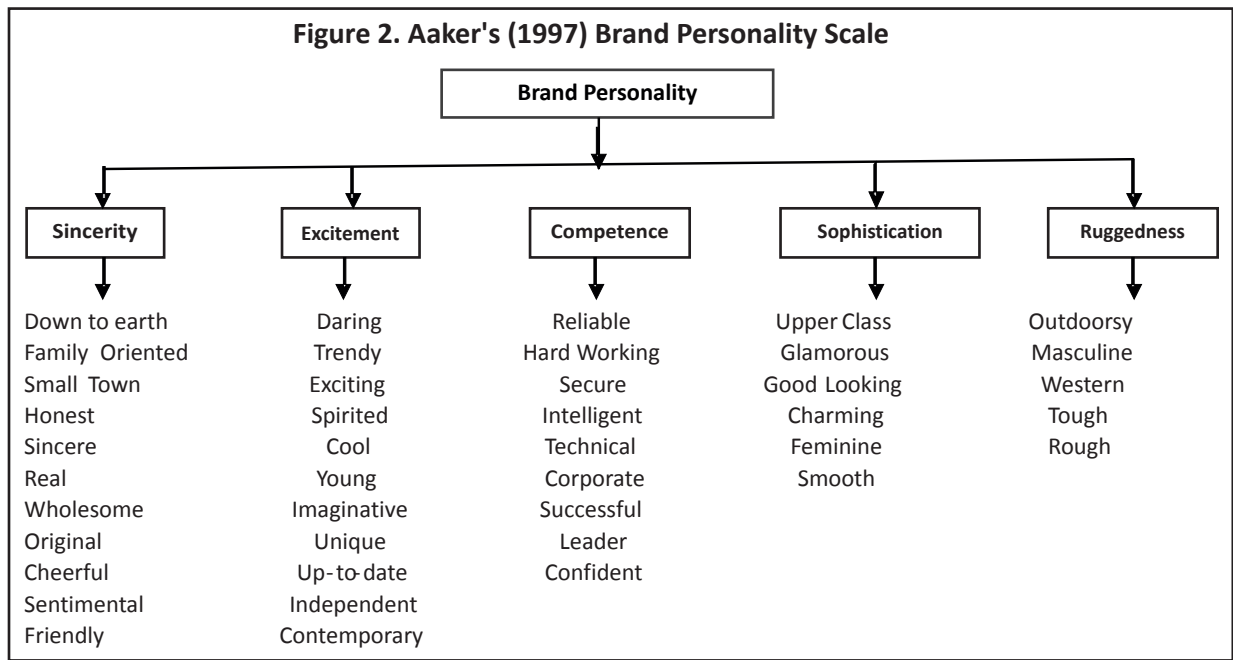 Figure 2. Aaker's (1997) Brand Personality Scale
Brand Personality
Sincerity
Excitement
Competence
Sophistication
Ruggedness
Down to earth
Family Oriented
Small Town
Honest
Sincere
Real
Wholesome
Original
Cheerful
Sentimental
Friendly
Daring
Trendy
Exciting
Spirited
Cool
Young
Imaginative
Unique
Up-to-date
Independent
Contemporary
Reliable
Hard Working
Secure
Intelligent
Technical
Corporate
Successful
Leader
Confident
Upper Class
Glamorous
Good Looking
Charming
Feminine
Smooth
Outdoorsy
Masculine
Western
Tough
Rough